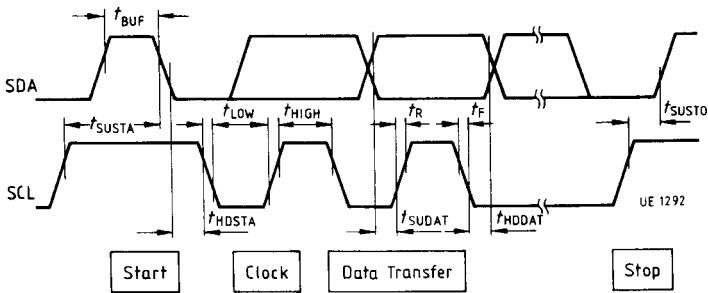 tBUF
SDA
tSUSTA
tLOW
tHIGH
tR
tF
tSUSTO
SCL
tHDSTA
tSUDAT
tHDDAT
UE 1292
Start
Clock
Data Transfer
Stop